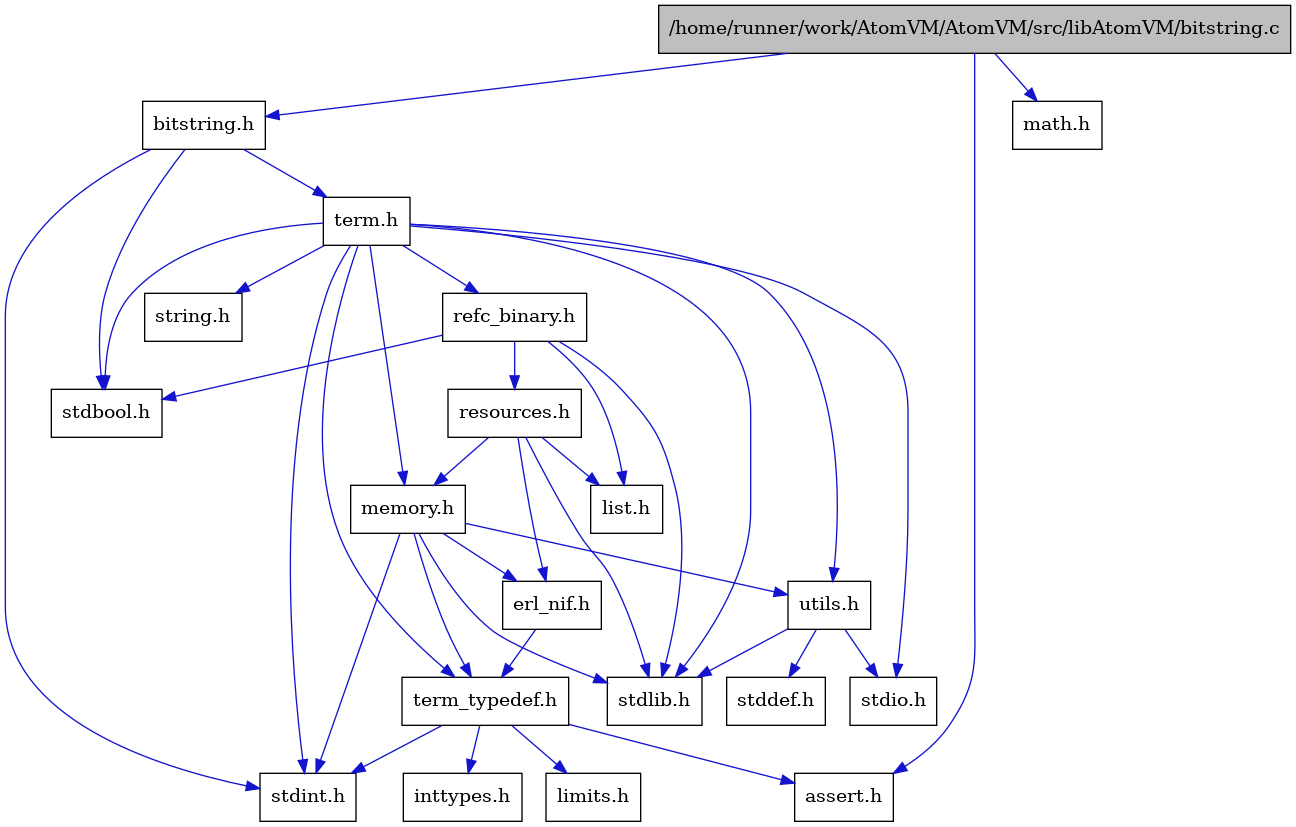 /home/runner/work/AtomVM/AtomVM/src/libAtomVM/bitstring.c
bitstring.h
math.h
term.h
string.h
refc_binary.h
stdbool.h
resources.h
memory.h
list.h
erl_nif.h
utils.h
term_typedef.h
stdlib.h
stddef.h
stdio.h
stdint.h
inttypes.h
limits.h
assert.h